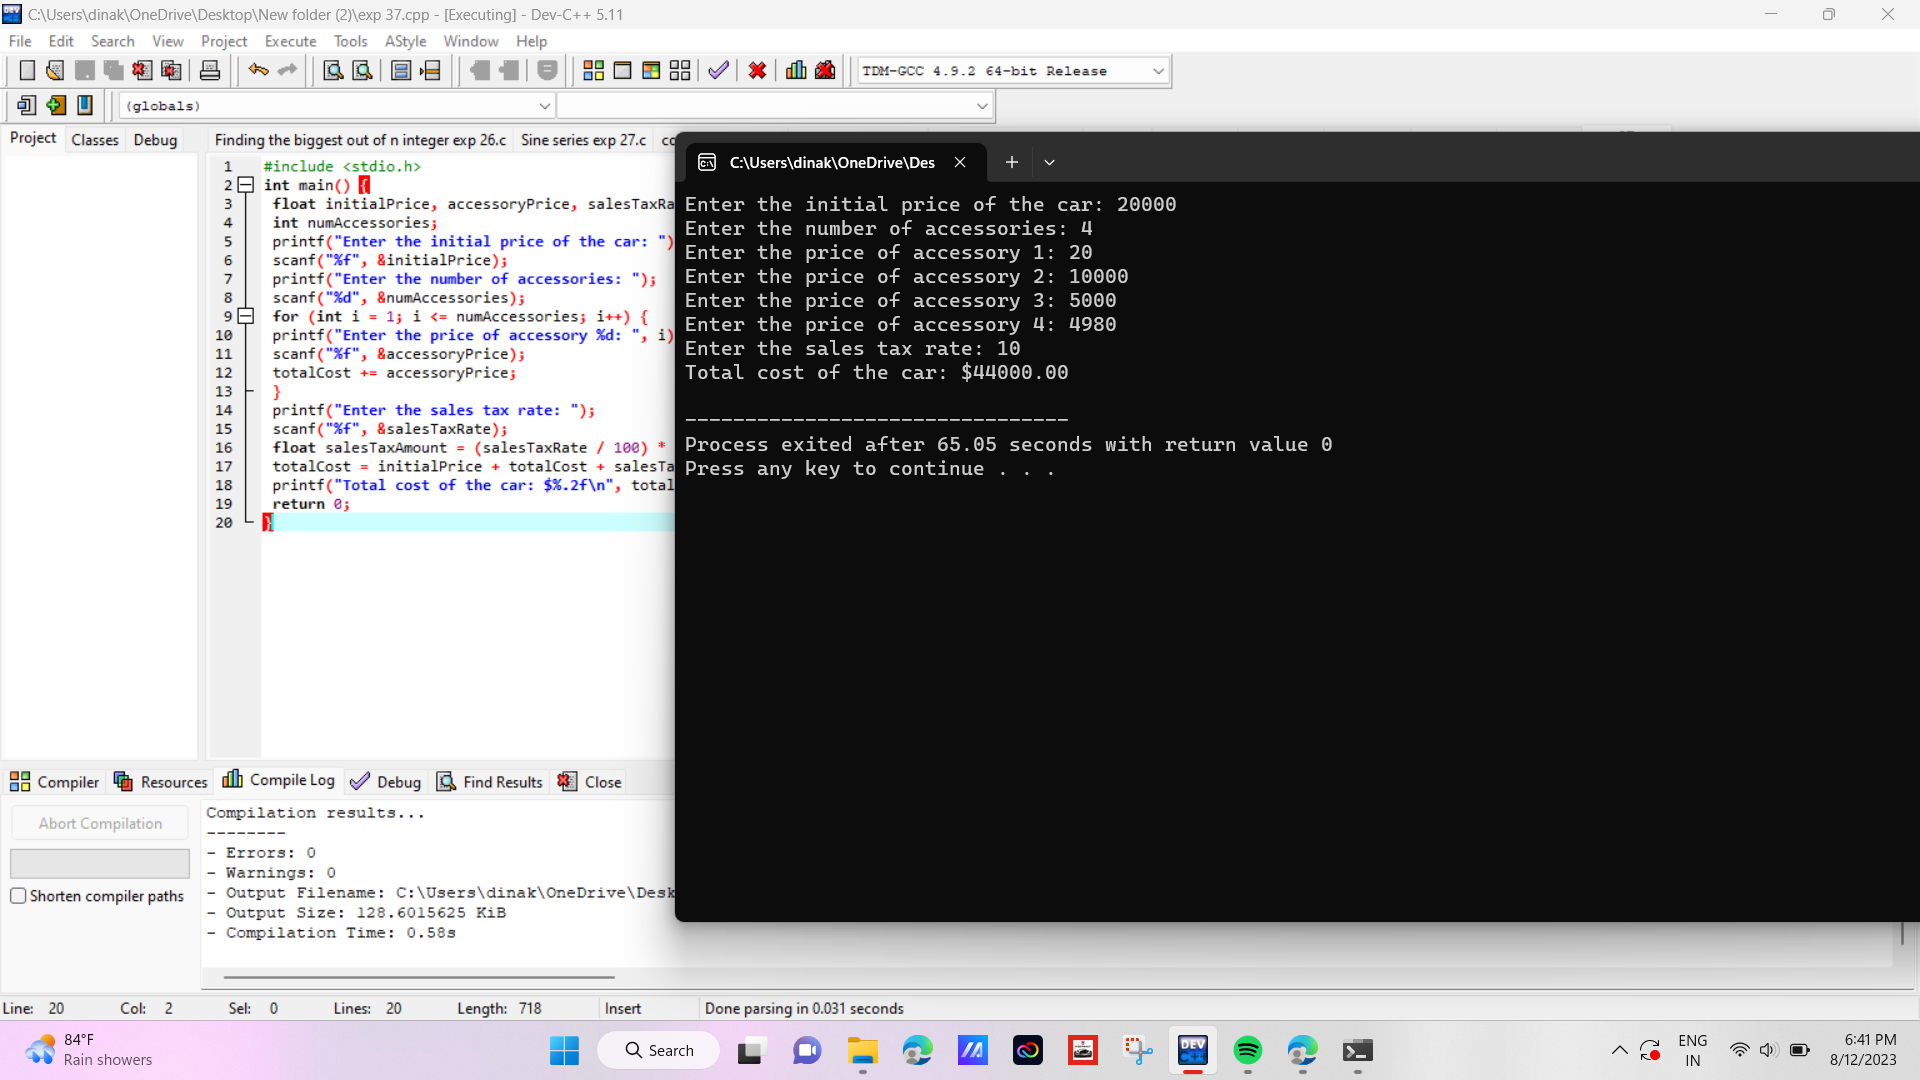 C:\Users\dinak\OneDrive\Desktop\New folder (2)\exp 37.cpp - [Executing] - Dev-C++ 5.11
File Edit Search View Project Execute Tools AStyle Window Help
TDM-GCC 4.9.2 64-bit Release
(globals)
Project Classes Debug
Finding the biggest out of n integer exp 26.c Sine series exp 27.c
1 #include <stdio.h>
2 int main() {
3 float initialPrice, accessoryPrice, salesTaxRa
4 int numAccessories;
5 printf("Enter the initial price of the car: ")
6 scanf("%f", &initialPrice);
7 printf("Enter the number of accessories: ");
8 scanf("%d", &numAccessories);
9 for (int i = 1; i <= numAccessories; i++) {
10 printf("Enter the price of accessory %d: ", i)
11 scanf("%f", &accessoryPrice);
12 totalCost += accessoryPrice;
13 }
14 printf("Enter the sales tax rate: ");
15 scanf("%f", &salesTaxRate);
16 float salesTaxAmount = (salesTaxRate / 100) *
17 totalCost = initialPrice + totalCost + salesTa
18 printf("Total cost of the car: $%.2f\n", total
19 return 0;
20 }
C:\Users\dinak\OneDrive\Des
Enter the initial price of the car: 20000
Enter the number of accessories: 4
Enter the price of accessory 1: 20
Enter the price of accessory 2: 10000
Enter the price of accessory 3: 5000
Enter the price of accessory 4: 4980
Enter the sales tax rate: 10
Total cost of the car: $44000.00
--------------------------------
Process exited after 65.05 seconds with return value 0
Press any key to continue . . .
Compiler Resources Compile Log Debug Find Results Close
Abort Compilation
Shorten compiler paths
Compilation results...
--------
- Errors: 0
- Warnings: 0
- Output Filename: C:\Users\dinak\OneDrive\Desk
- Output Size: 128.6015625 KiB
- Compilation Time: 0.58s
Line: 20 Col: 2 Sel: 0 Lines: 20 Length: 718 Insert Done parsing in 0.031 seconds
84°F
Rain showers
Search
DEV
C++
ENG
IN
6:41 PM
8/12/2023